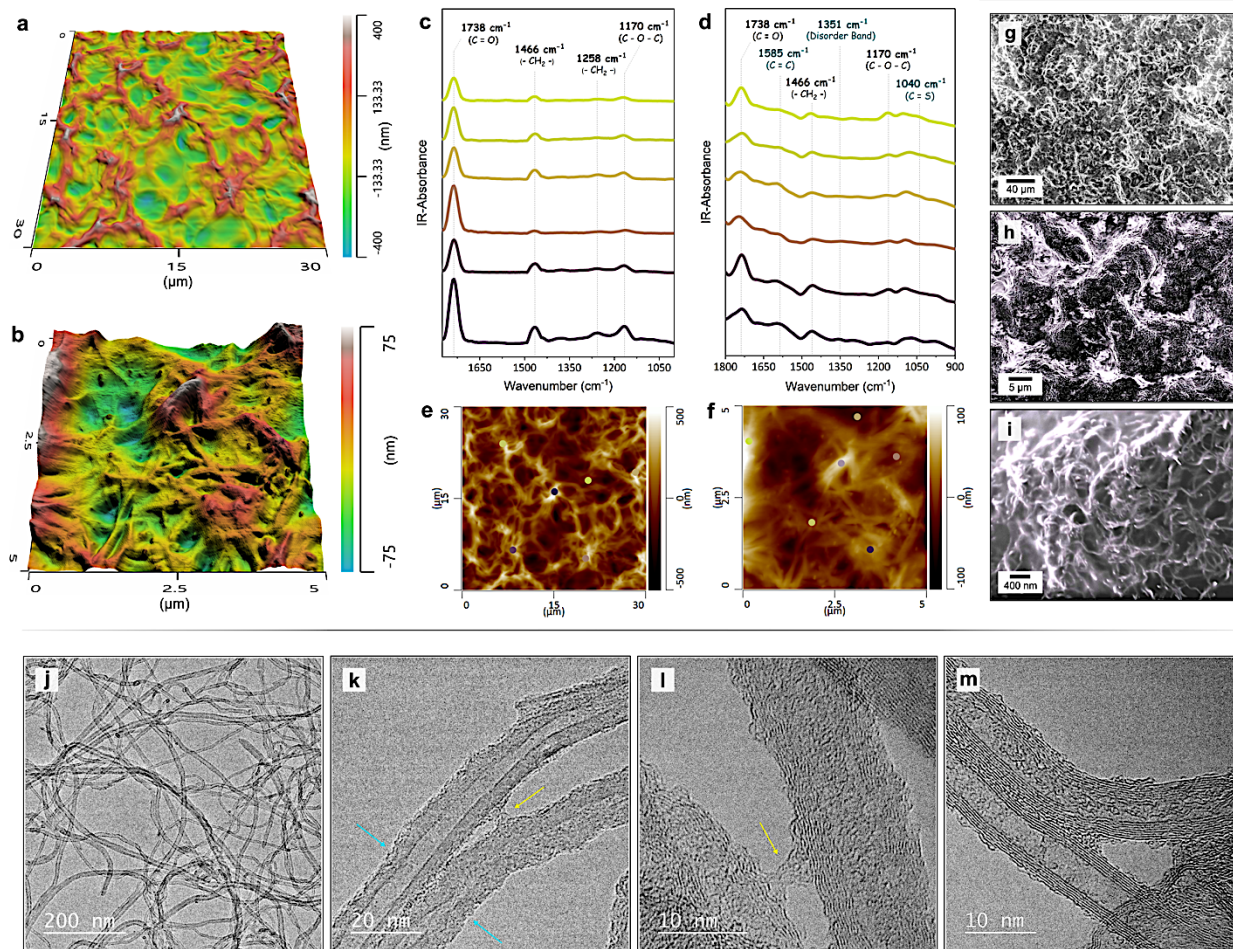 a
0
15
30
0
15
30
(µm)
400
133.33
-133.33
-400
(nm)
b
0
2.5
5
0
2.5
5
(µm)
75
-75
(nm)
c
1738 cm-1
(C = O)
1466 cm-1
(- CH2 -)
1258 cm-1
(- CH2 -)
1170 cm-1
(C - O - C)
IR-Absorbance
1650
1500
1350
1200
1050
Wavenumber (cm-1)
d
1738 cm-1
(C = O)
1351 cm-1
(Disorder Band)
1585 cm-1
(C = C)
1466 cm-1
(- CH2 -)
1170 cm-1
(C - O - C)
1040 cm-1
(C = S)
IR-Absorbance
1800
1700
1600
1500
1400
1300
1200
1100
1000
900
Wavenumber (cm-1)
e
30
(µm)
15
0
0
15
30
(µm)
500
0
(nm)
-500
f
5
(µm)
2.5
0
0
2.5
5
(µm)
100
0
(nm)
-100
g
40 µm
h
5 µm
i
400 nm
j
200 nm
k
20 nm
l
10 nm
m
10 nm